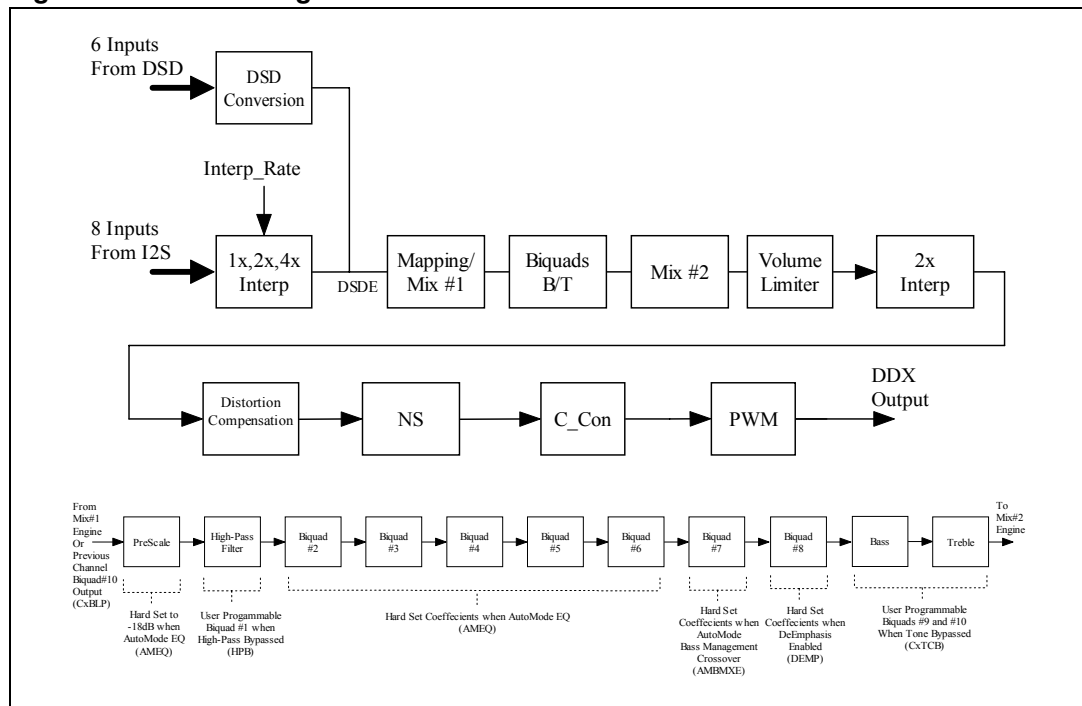 6 Inputs
From DSD
DSD
Conversion
Interp_Rate
8 Inputs
From I2S
1x,2x,4x
Interp
DSDE
Mapping/
Mix #1
Biquads
B/T
Mix #2
Volume
Limiter
2x
Interp
Distortion
Compensation
NS
C_Con
PWM
DDX
Output
From
Mix#1
Engine
Or
Previous
Channel
Biquad#10
Output
(CxBLP)
PreScale
High-Pass
Filter
Biquad
#2
Biquad
#3
Biquad
#4
Biquad
#5
Biquad
#6
Biquad
#7
Biquad
#8
Bass
Treble
To
Mix#2
Engine
Hard Set to
-18dB when
AutoMode EQ
(AMEQ)
User Progammable
Biquad #1 when
High-Pass Bypassed
(HPB)
Hard Set Coeffecients when AutoMode EQ
(AMEQ)
Hard Set
Coeffecients when
AutoMode
Bass Management
Crossover
(AMBMXE)
Hard Set
Coeffecients when
DeEmphasis
Enabled
(DEMP)
User Programmable
Biquads #9 and #10
When Tone Bypassed
(CxTCB)